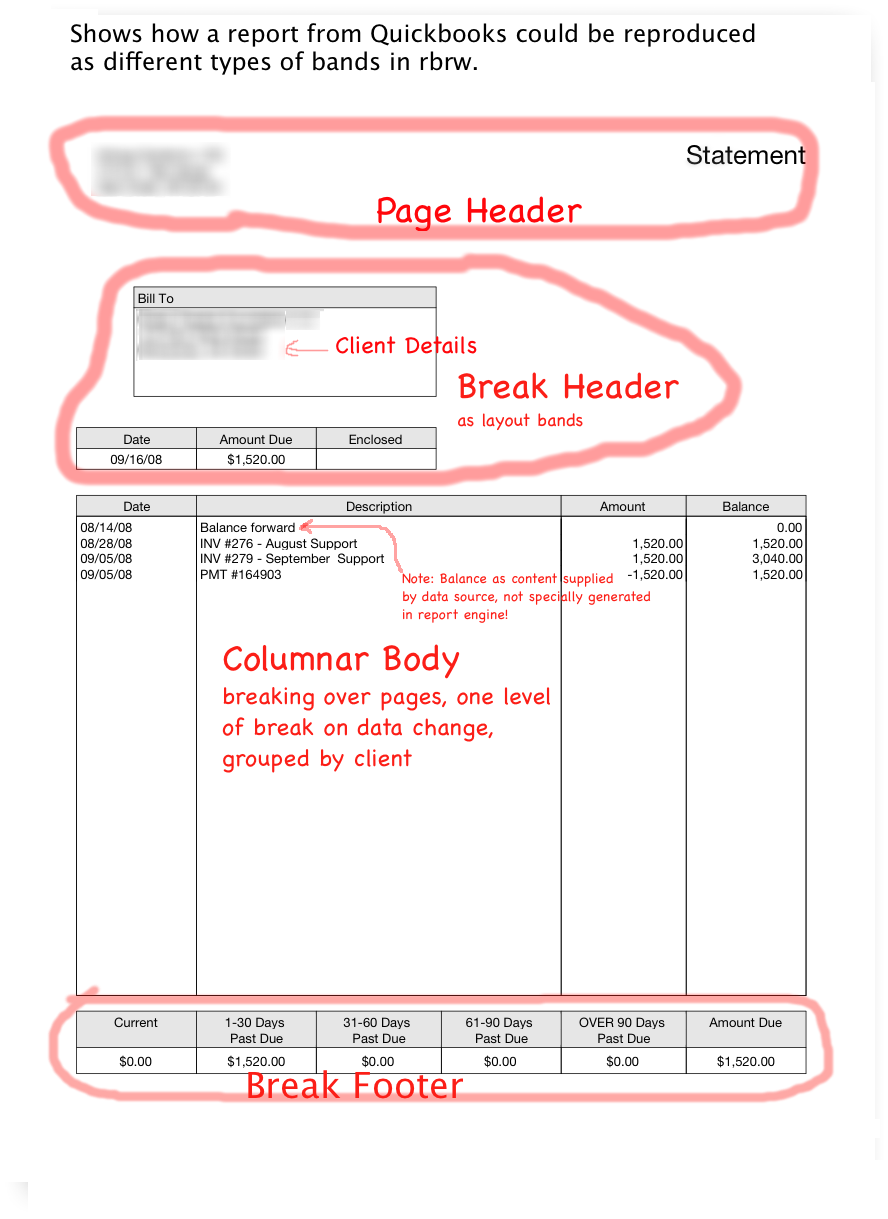 Shows how a report from Quickbooks could be reproduced
as different types of bands in rbrw.
Statement
Page Header
Bill To
Client Details
Break Header
as layout bands
Date Amount Due Enclosed
09/16/08 $1,520.00
Date Description Amount Balance
08/14/08 Balance forward 0.00
08/28/08 INV #276 - August Support 1,520.00 1,520.00
09/05/08 INV #279 - September Support 1,520.00 3,040.00
09/05/08 PMT #164903 -1,520.00 1,520.00
Note: Balance as content supplied
by data source, not specially generated
in report engine!
Columnar Body
breaking over pages, one level
of break on data change,
grouped by client
Current 1-30 Days 31-60 Days 61-90 Days OVER 90 Days Amount Due
Past Due Past Due Past Due Past Due
$0.00 $1,520.00 $0.00 $0.00 $0.00 $1,520.00
Break Footer